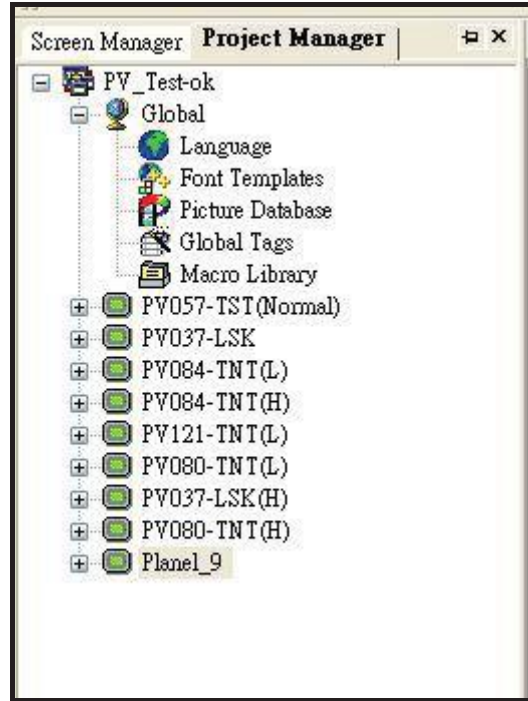 Screen Manager Project Manager
PV_Test-ok
Global
Language
Font Templates
Picture Database
Global Tags
Macro Library
PV057-TST(Normal)
PV037-LSK
PV084-TNT(L)
PV084-TNT(H)
PV121-TNT(L)
PV080-TNT(L)
PV037-LSK(H)
PV080-TNT(H)
Planel_9